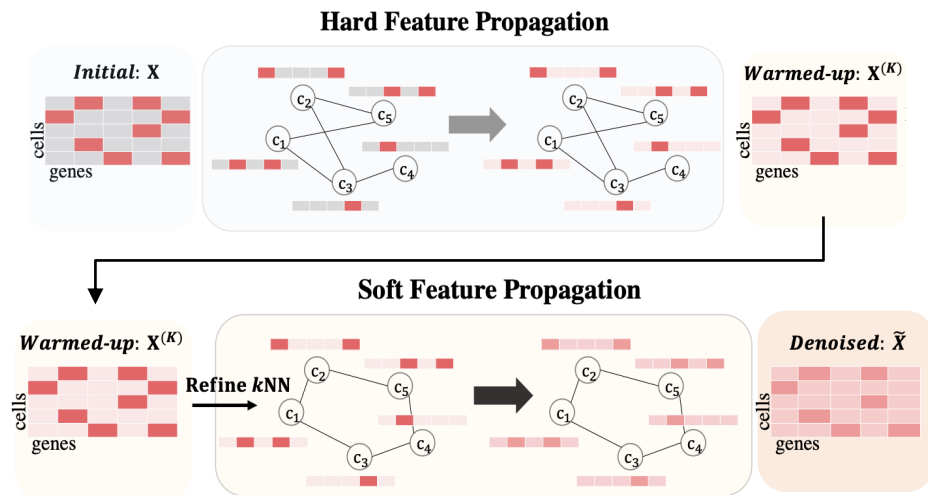 Hard Feature Propagation
Initial: X
cells
genes
c₂
c₅
c₁
c₄
c₃
c₂
c₅
c₁
c₄
c₃
Warmed-up: X⁽ᴷ⁾
cells
genes
Soft Feature Propagation
Warmed-up: X⁽ᴷ⁾
cells
genes
Refine kNN
c₂
c₅
c₁
c₄
c₃
c₂
c₅
c₁
c₄
c₃
Denoised: X̃
cells
genes